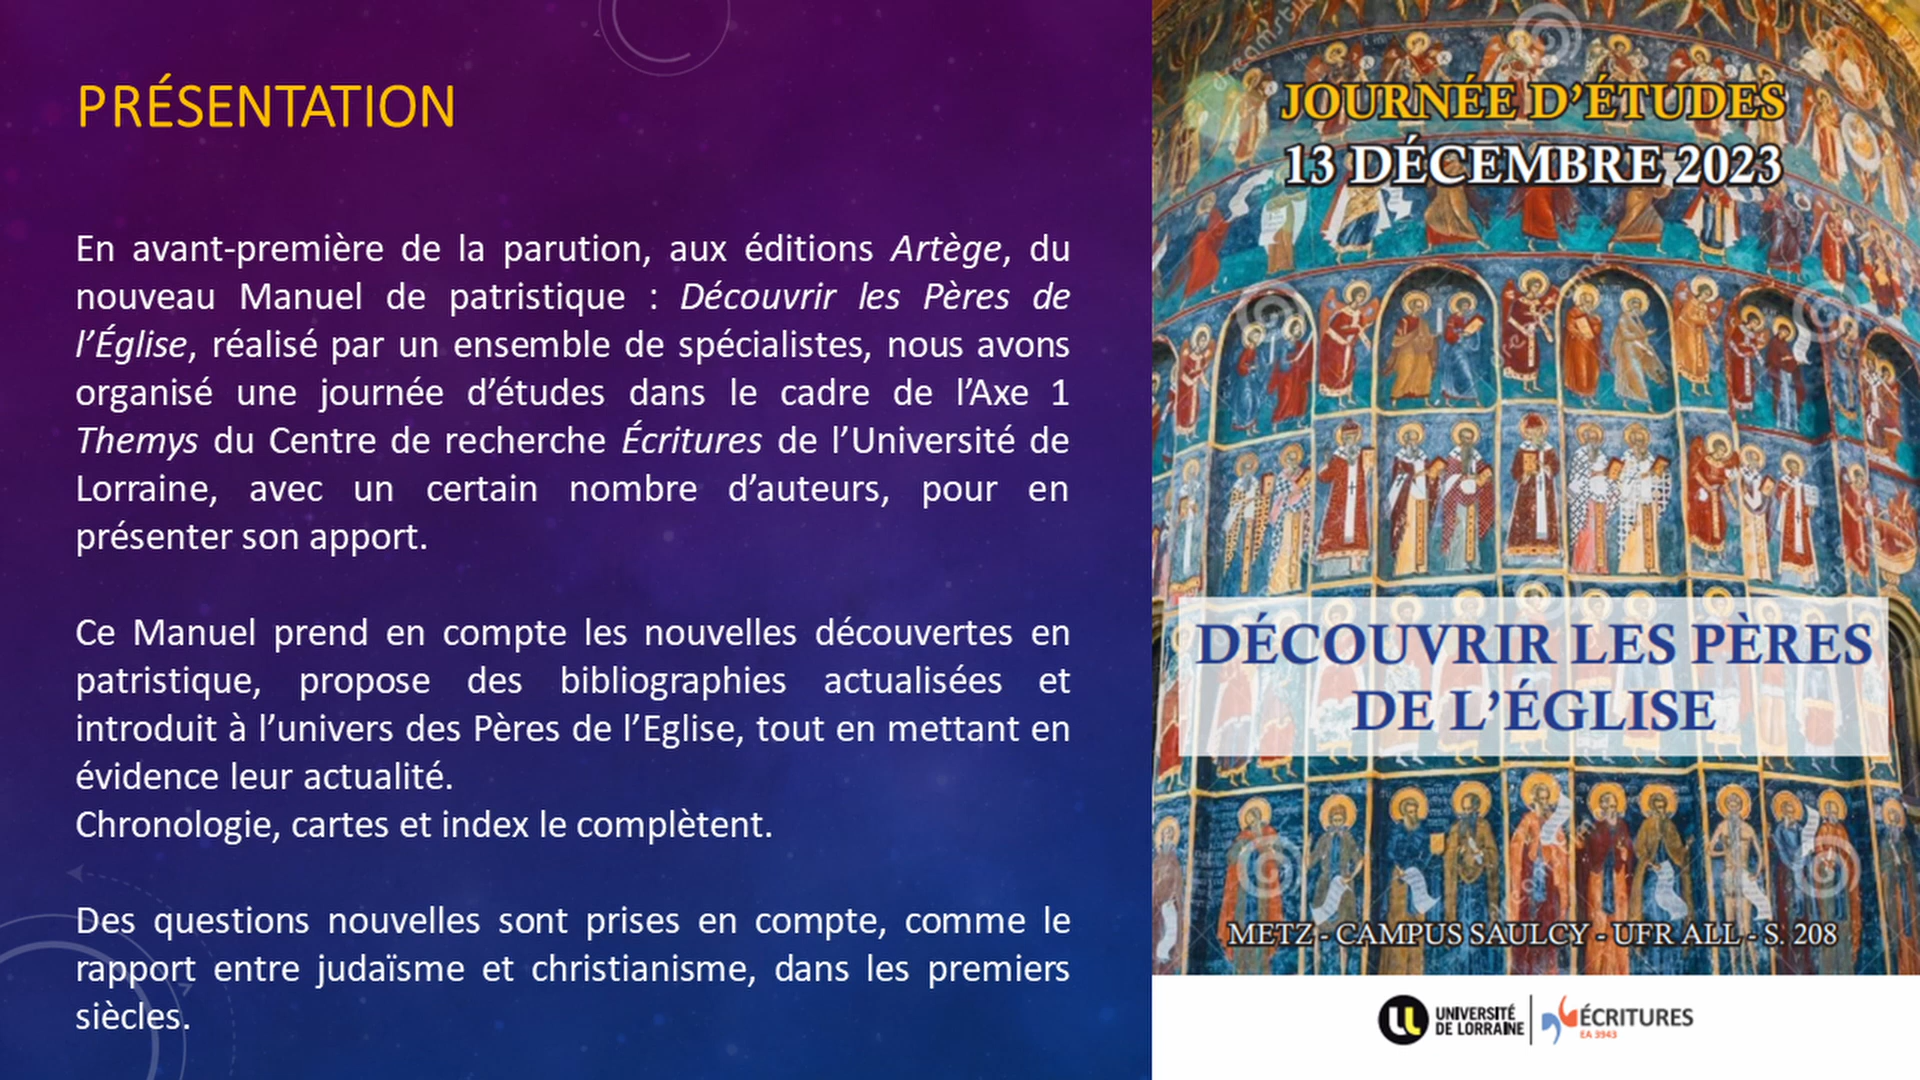 PRÉSENTATION
En avant-première de la parution, aux éditions Artège, du
nouveau Manuel de patristique : Découvrir les Pères de
l’Église, réalisé par un ensemble de spécialistes, nous avons
organisé une journée d’études dans le cadre de l’Axe 1
Themys du Centre de recherche Écritures de l’Université de
Lorraine, avec un certain nombre d’auteurs, pour en
présenter son apport.
Ce Manuel prend en compte les nouvelles découvertes en
patristique, propose des bibliographies actualisées et
introduit à l’univers des Pères de l’Eglise, tout en mettant en
évidence leur actualité.
Chronologie, cartes et index le complètent.
Des questions nouvelles sont prises en compte, comme le
rapport entre judaïsme et christianisme, dans les premiers
siècles.
JOURNÉE D’ÉTUDES
13 DÉCEMBRE 2023
DÉCOUVRIR LES PÈRES
DE L’ÉGLISE
METZ - CAMPUS SAULCY - UFR ALL - S. 208
UNIVERSITÉ
DE LORRAINE
ÉCRITURES
EA 3943